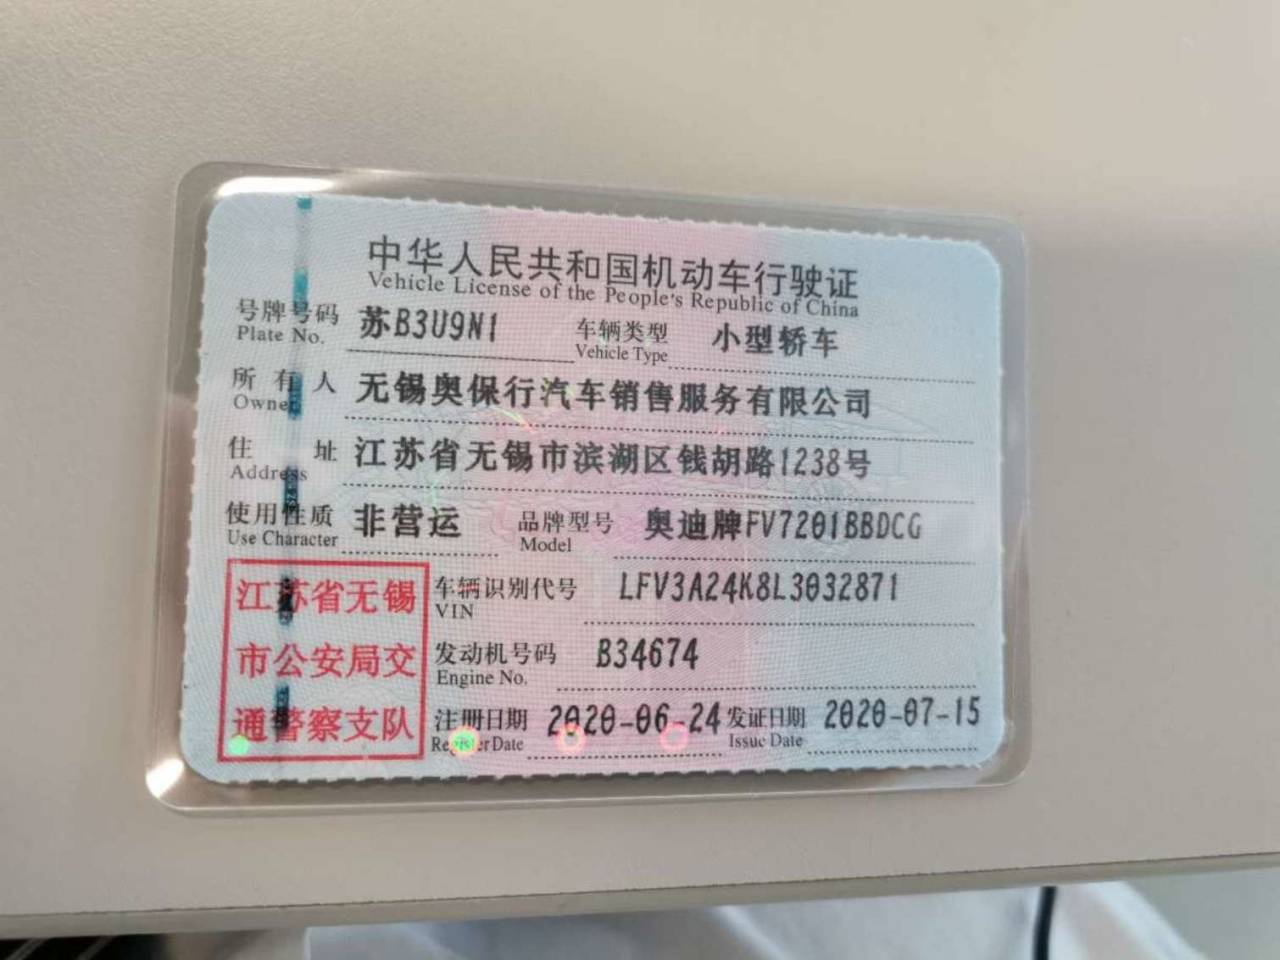 中华人民共和国机动车行驶证
Vehicle License of the People's Republic of China
号牌号码 苏B3U9N1 车辆类型 小型轿车
Plate No. Vehicle Type
所有人 无锡奥保行汽车销售服务有限公司
Owner
住址 江苏省无锡市滨湖区钱胡路1238号
Address
使用性质 非营运 品牌型号 奥迪牌FV7201BBDCG
Use Character Model
江苏省无锡
市公安局交
通警察支队
车辆识别代号 LFV3A24K8L3032871
VIN
发动机号码 B34674
Engine No.
注册日期 2020-06-24 发证日期 2020-07-15
Register Date Issue Date